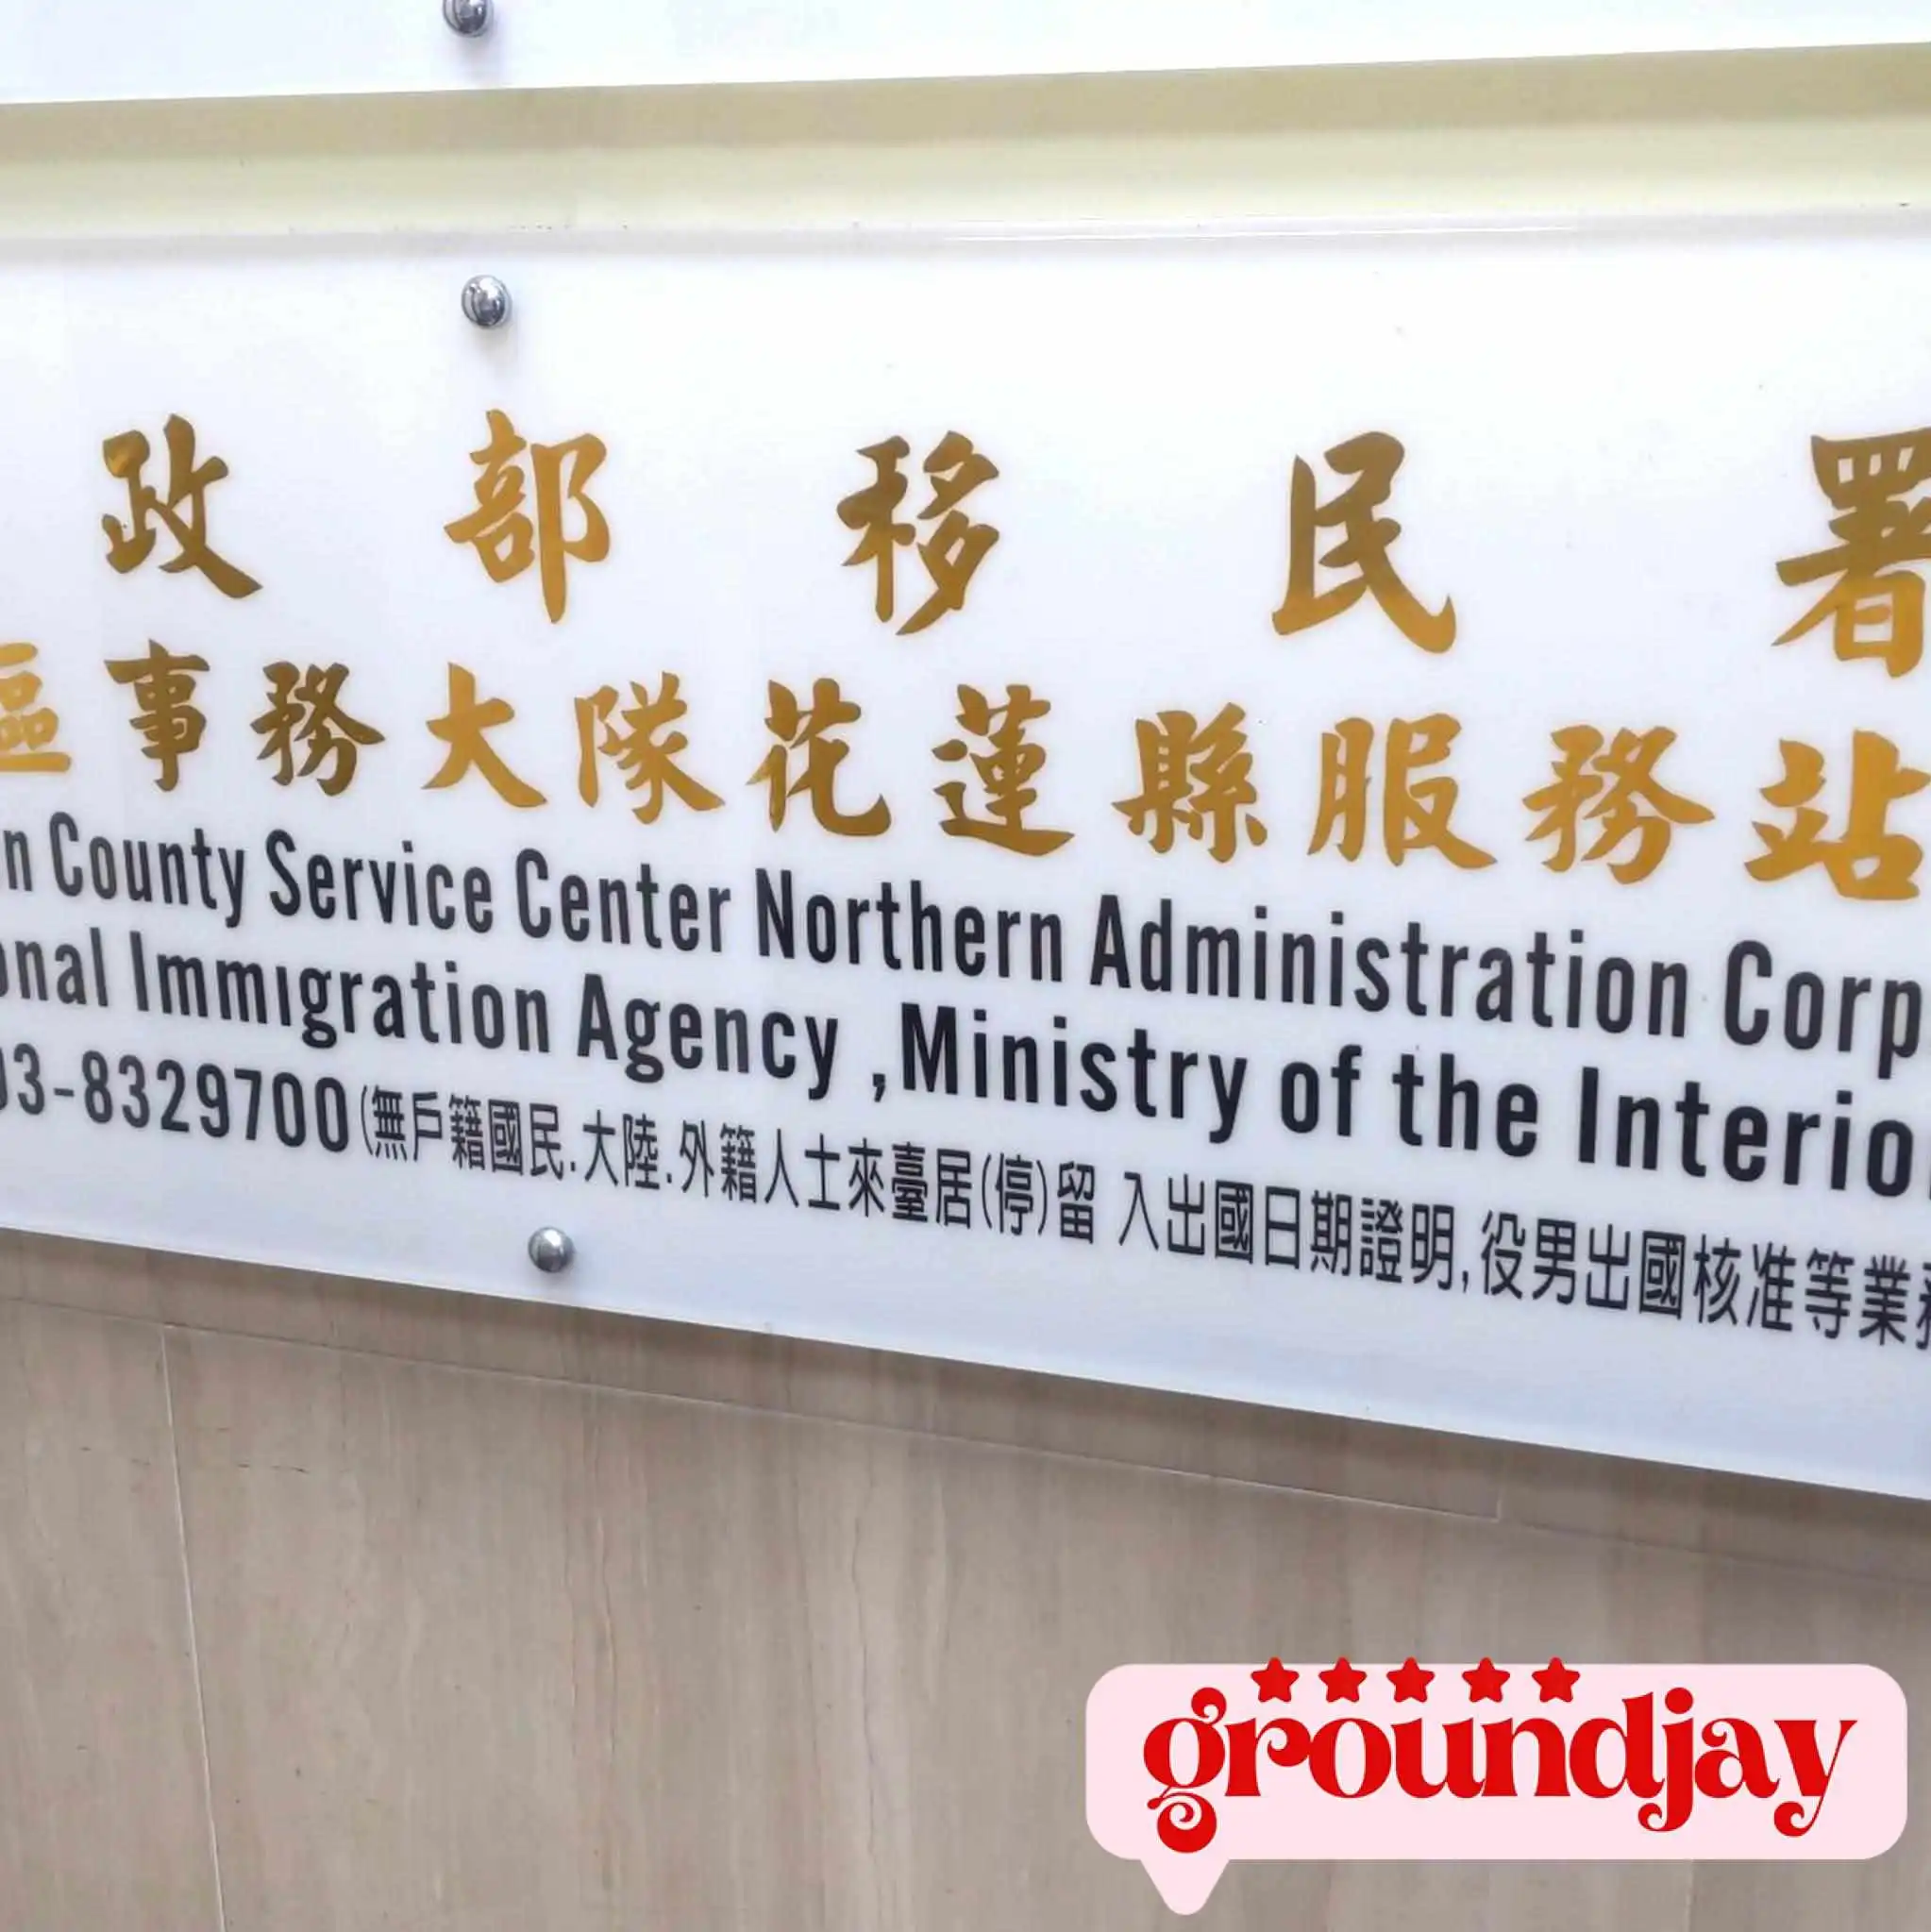 政部移民署
區事務大隊花蓮縣服務站
n County Service Center Northern Administration Corp
onal Immigration Agency ,Ministry of the Interio
03-8329700(無戶籍國民.大陸.外籍人士來臺居(停)留 入出國日期證明,役男出國核准等業務
groundjay